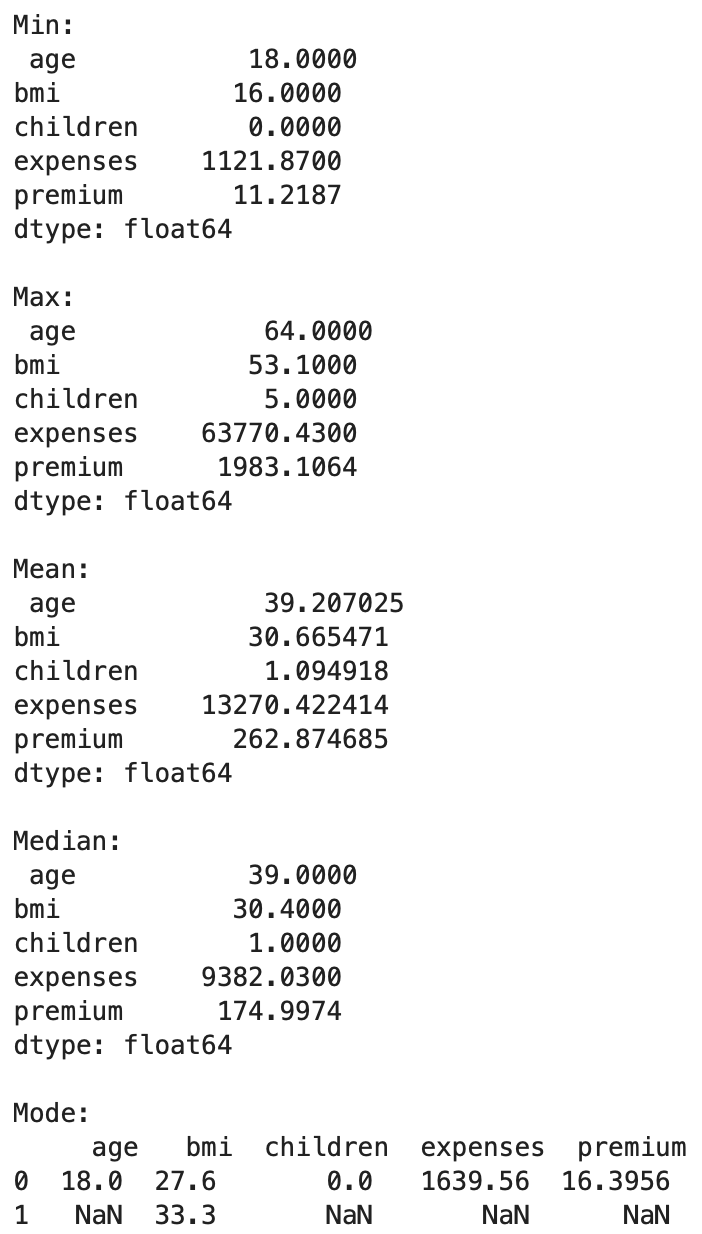 Min:
 age           18.0000
bmi           16.0000
children       0.0000
expenses    1121.8700
premium       11.2187
dtype: float64

Max:
 age            64.0000
bmi            53.1000
children        5.0000
expenses    63770.4300
premium      1983.1064
dtype: float64

Mean:
 age            39.207025
bmi            30.665471
children        1.094918
expenses    13270.422414
premium       262.874685
dtype: float64

Median:
 age           39.0000
bmi           30.4000
children       1.0000
expenses    9382.0300
premium      174.9974
dtype: float64

Mode:
     age   bmi  children  expenses  premium
0   18.0  27.6       0.0   1639.56  16.3956
1    NaN  33.3       NaN       NaN      NaN